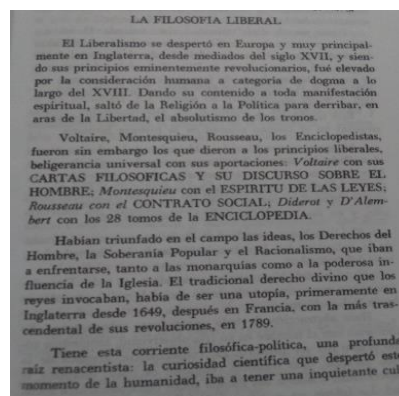 LA FILOSOFIA LIBERAL
El Liberalismo se despertó en Europa y muy principal-
mente en Inglaterra, desde mediados del siglo XVII, y sien-
do sus principios eminentemente revolucionarios, fué elevado
por la consideración humana a categoria de dogma a lo
largo del XVIII. Dando su contenido a toda manifestación
espiritual, saltó de la Religión a la Política para derribar, en
aras de la Libertad, el absolutismo de los tronos.
Voltaire, Montesquieu, Rousseau, los Enciclopedistas,
fueron sin embargo los que dieron a los principios liberales,
beligerancia universal con sus aportaciones: Voltaire con sus
CARTAS FILOSOFICAS Y SU DISCURSO SOBRE EL
HOMBRE; Montesquieu con el ESPIRITU DE LAS LEYES;
Rousseau con el CONTRATO SOCIAL; Diderot y D'Alem-
bert con los 28 tomos de la ENCICLOPEDIA.
Habían triunfado en el campo las ideas, los Derechos del
Hombre, la Soberanía Popular y el Racionalismo, que iban
a enfrentarse, tanto a las monarquías como a la poderosa in-
fluencia de la Iglesia. El tradicional derecho divino que los
reyes invocaban, había de ser una utopía, primeramente en
Inglaterra desde 1649, después en Francia, con la más tras-
cendental de sus revoluciones, en 1789.
Tiene esta corriente filosófica-política, una profunda
raíz renacentista: la curiosidad científica que despertó este
momento de la humanidad, iba a tener una inquietante cul